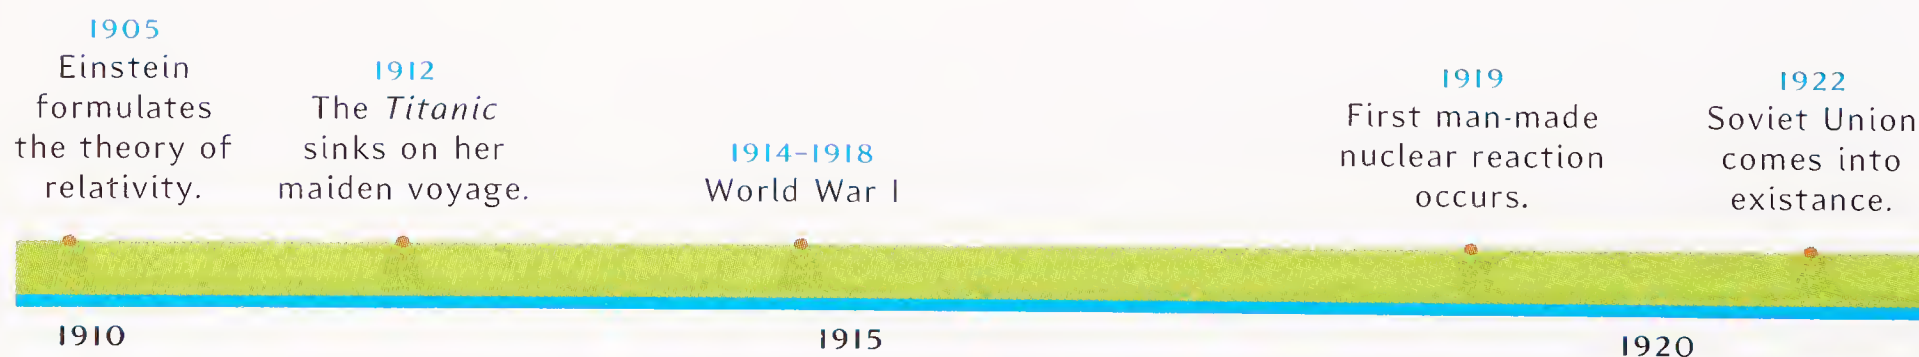 1905
Einstein
formulates
the theory of
relativity.
1912
The Titanic
sinks on her
maiden voyage.
1914–1918
World War I
1919
First man-made
nuclear reaction
occurs.
1922
Soviet Union
comes into
existance.
1910
1915
1920